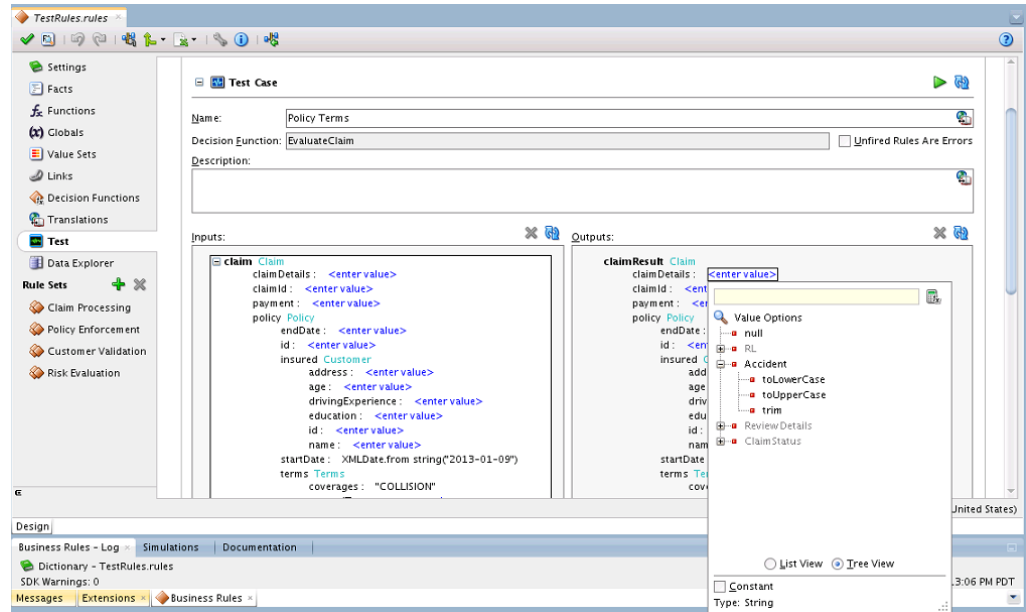 TestRules.rules
Settings
Facts
Functions
Globals
Value Sets
Links
Decision Functions
Translations
Test
Data Explorer
Rule Sets
Claim Processing
Policy Enforcement
Customer Validation
Risk Evaluation
Test Case
Name: Policy Terms
Decision Function: EvaluateClaim Unfired Rules Are Errors
Description:
Inputs:
claim Claim
claimDetails : <enter value>
claimId : <enter value>
payment : <enter value>
policy Policy
endDate : <enter value>
id : <enter value>
insured Customer
address : <enter value>
age : <enter value>
drivingExperience : <enter value>
education : <enter value>
id : <enter value>
name : <enter value>
startDate : XMLDate.from string("2013-01-09")
terms Terms
coverages : "COLLISION"
Outputs:
claimResult Claim
claimDetails : <enter value>
claimId :
payment :
policy Policy
endDate :
id :
insured
startDate
terms
Value Options
null
RL
Accident
toLowerCase
toUpperCase
trim
ReviewDetails
ClaimStatus
List View Tree View
Constant
Type: String
United States)
Design
Business Rules - Log Simulations Documentation
Dictionary - TestRules.rules
SDK Warnings: 0
3:06 PM PDT
Messages Extensions Business Rules